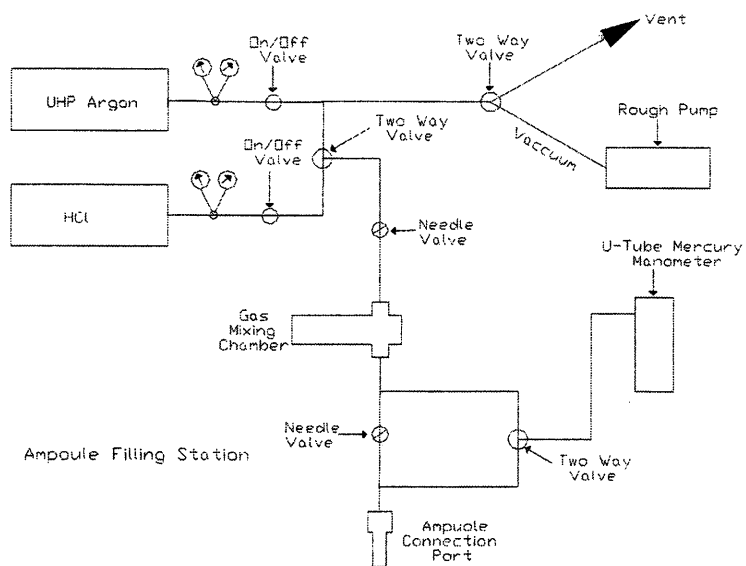 Vent
On/Off
Valve
Two Way
Valve
UHP Argon
Rough Pump
Two Way
Valve
On/Off
Valve
Vaccuum
HCl
Needle
Valve
U-Tube Mercury
Manometer
Gas
Mixing
Chamber
Needle
Valve
Ampoule Filling Station
Two Way
Valve
Ampuole
Connection
Port